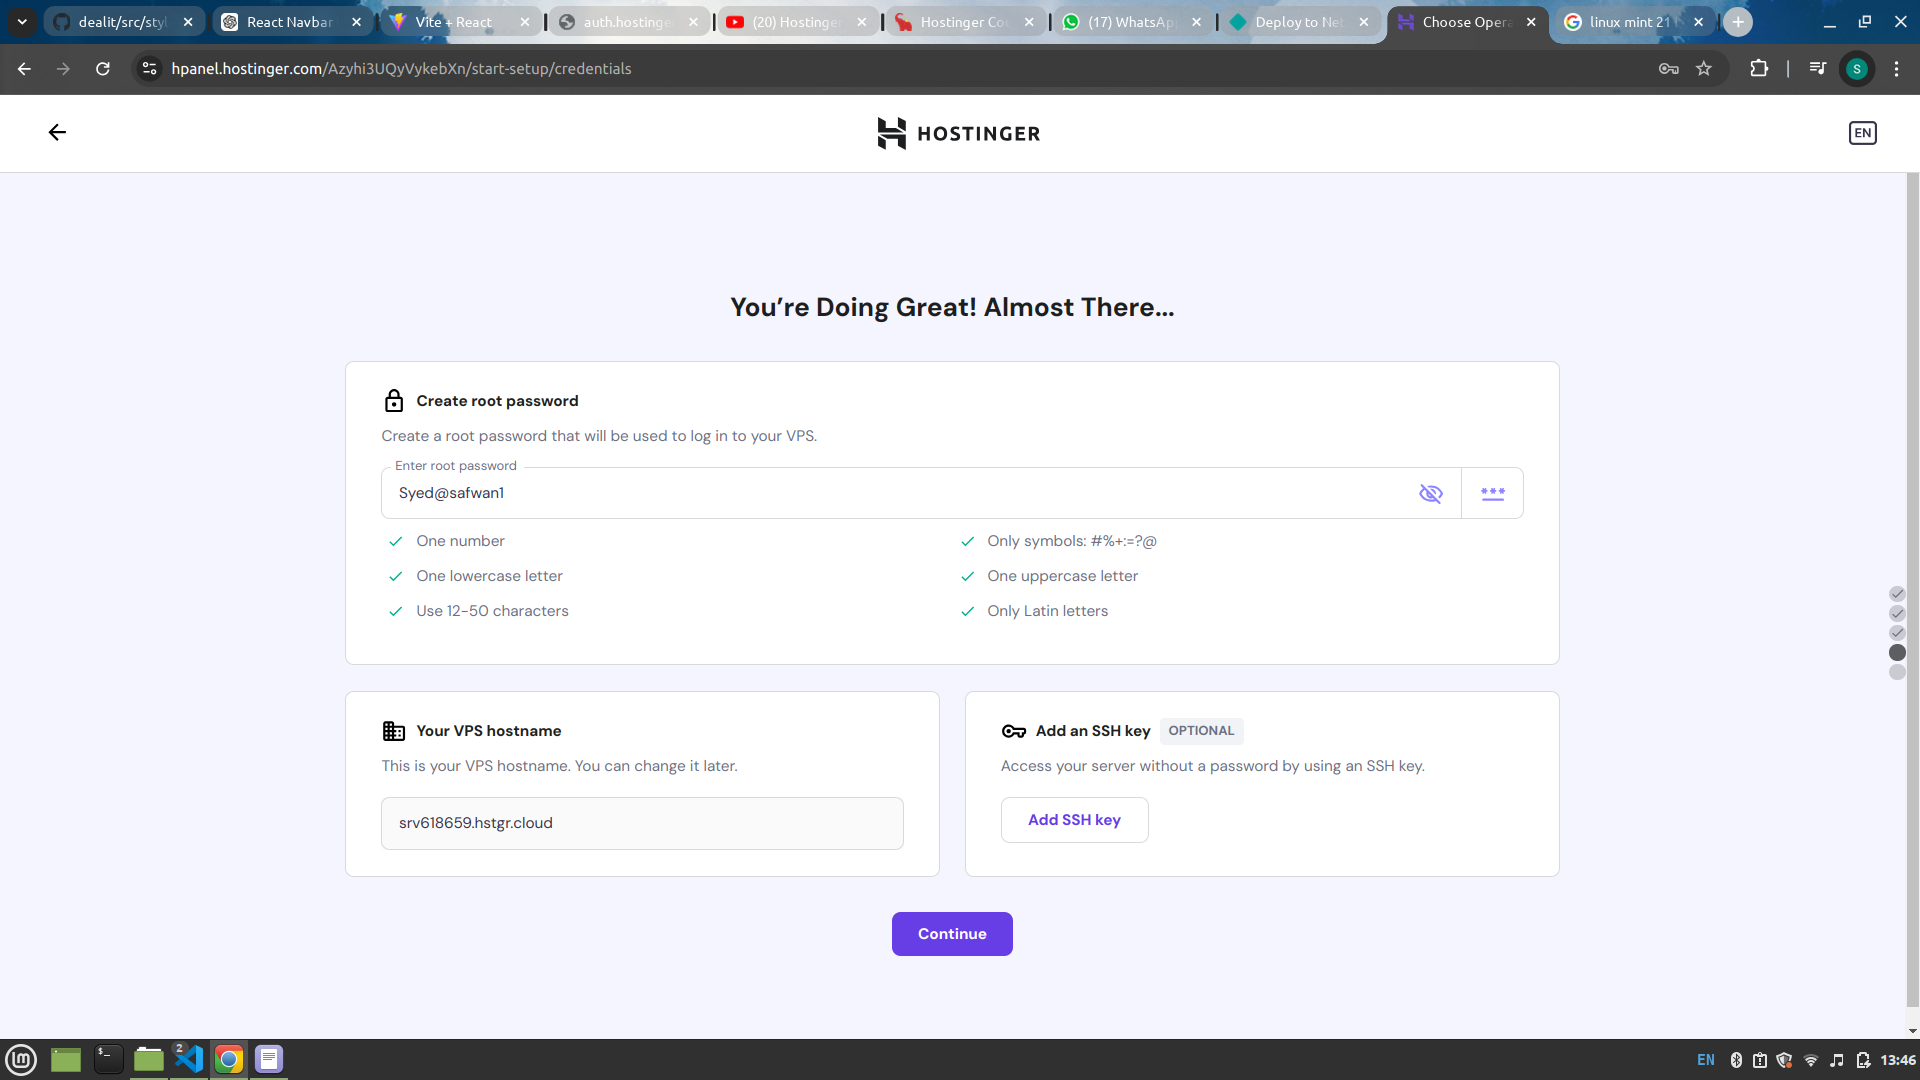 dealit/src/styl
React Navbar
Vite + React
auth.hostinge
(20) Hostinger
Hostinger Cou
(17) WhatsAp
Deploy to Net
Choose Opera
linux mint 21
hpanel.hostinger.com/Azyhi3UQyVykebXn/start-setup/credentials
S
HOSTINGER
EN
You’re Doing Great! Almost There...
Create root password
Create a root password that will be used to log in to your VPS.
Enter root password
Syed@safwan1
One number
Only symbols: #%+:=?@
One lowercase letter
One uppercase letter
Use 12-50 characters
Only Latin letters
Your VPS hostname
This is your VPS hostname. You can change it later.
srv618659.hstgr.cloud
Add an SSH key OPTIONAL
Access your server without a password by using an SSH key.
Add SSH key
Continue
2
EN
13:46